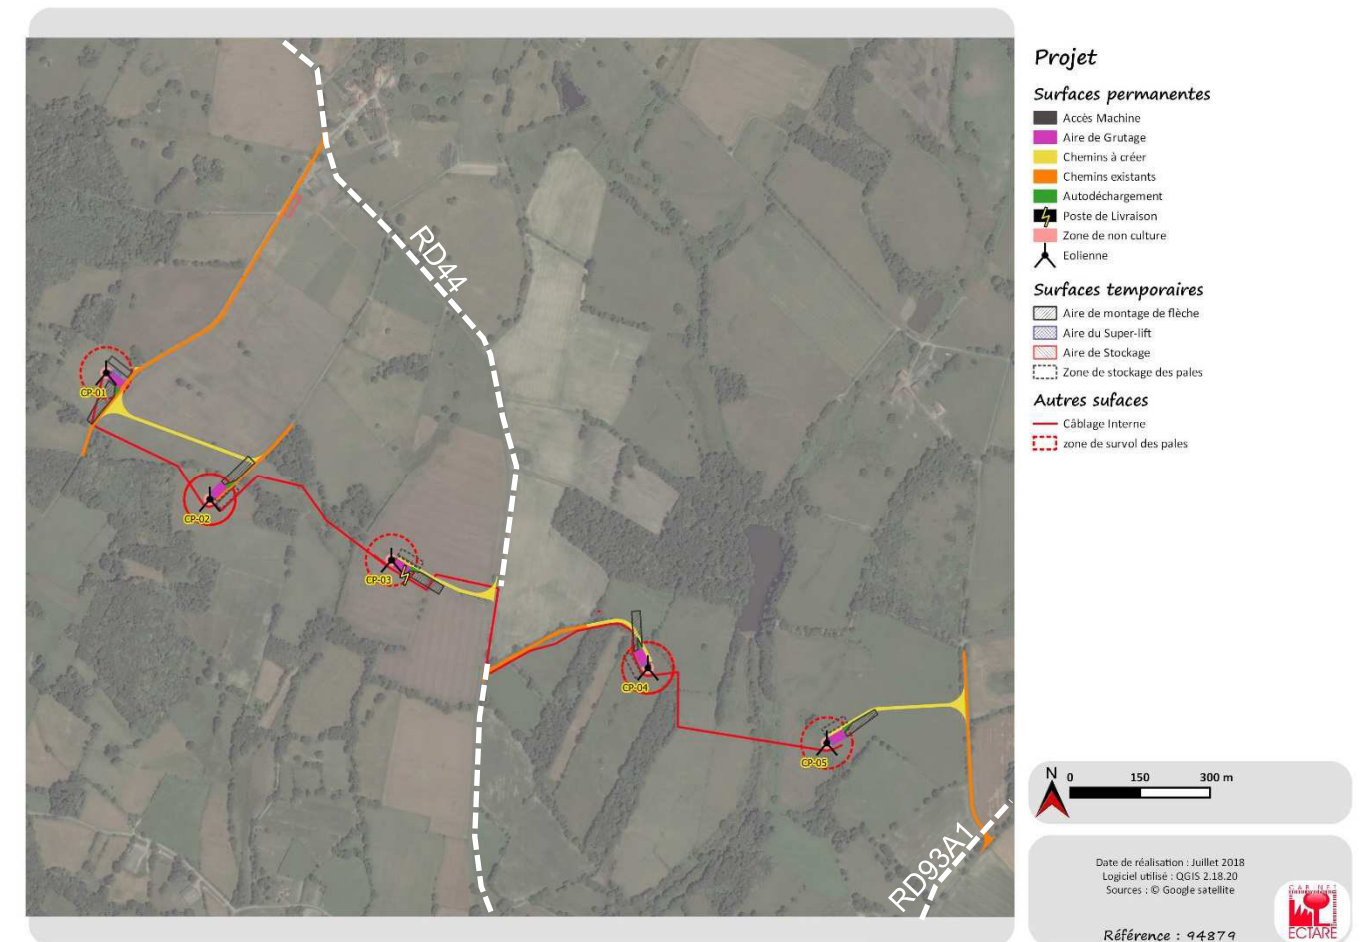 RD44
CP-01
CP-02
CP-03
CP-04
CP-05
RD93A1
Projet
Surfaces permanentes
Accès Machine
Aire de Grutage
Chemins à créer
Chemins existants
Autodéchargement
Poste de Livraison
Zone de non culture
Eolienne
Surfaces temporaires
Aire de montage de flèche
Aire du Super-lift
Aire de Stockage
Zone de stockage des pales
Autres sufaces
Câblage Interne
zone de survol des pales
N 0 150 300 m
Date de réalisation : Juillet 2018
Logiciel utilisé : QGIS 2.18.20
Sources : © Google satellite
Référence : 94879
CABINET
ECTARE